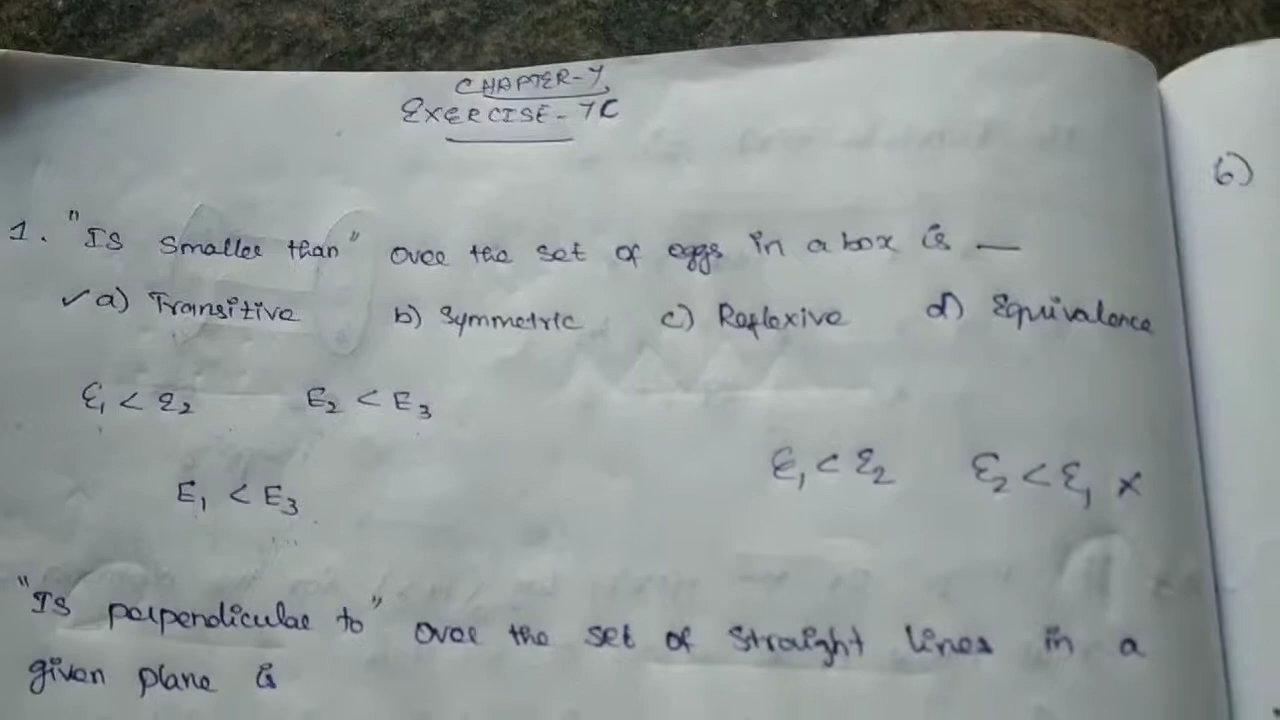 CHAPTER-7
EXERCISE-7C
6)
1. "Is smaller than" over the set of eggs in a box is —
✓a) Transitive b) Symmetric c) Reflexive d) Equivalence
E₁ < E₂ E₂ < E₃
E₁ < E₂ E₂ < E₁ ×
E₁ < E₃
"Is perpendicular to" over the set of straight lines in a
given plane is